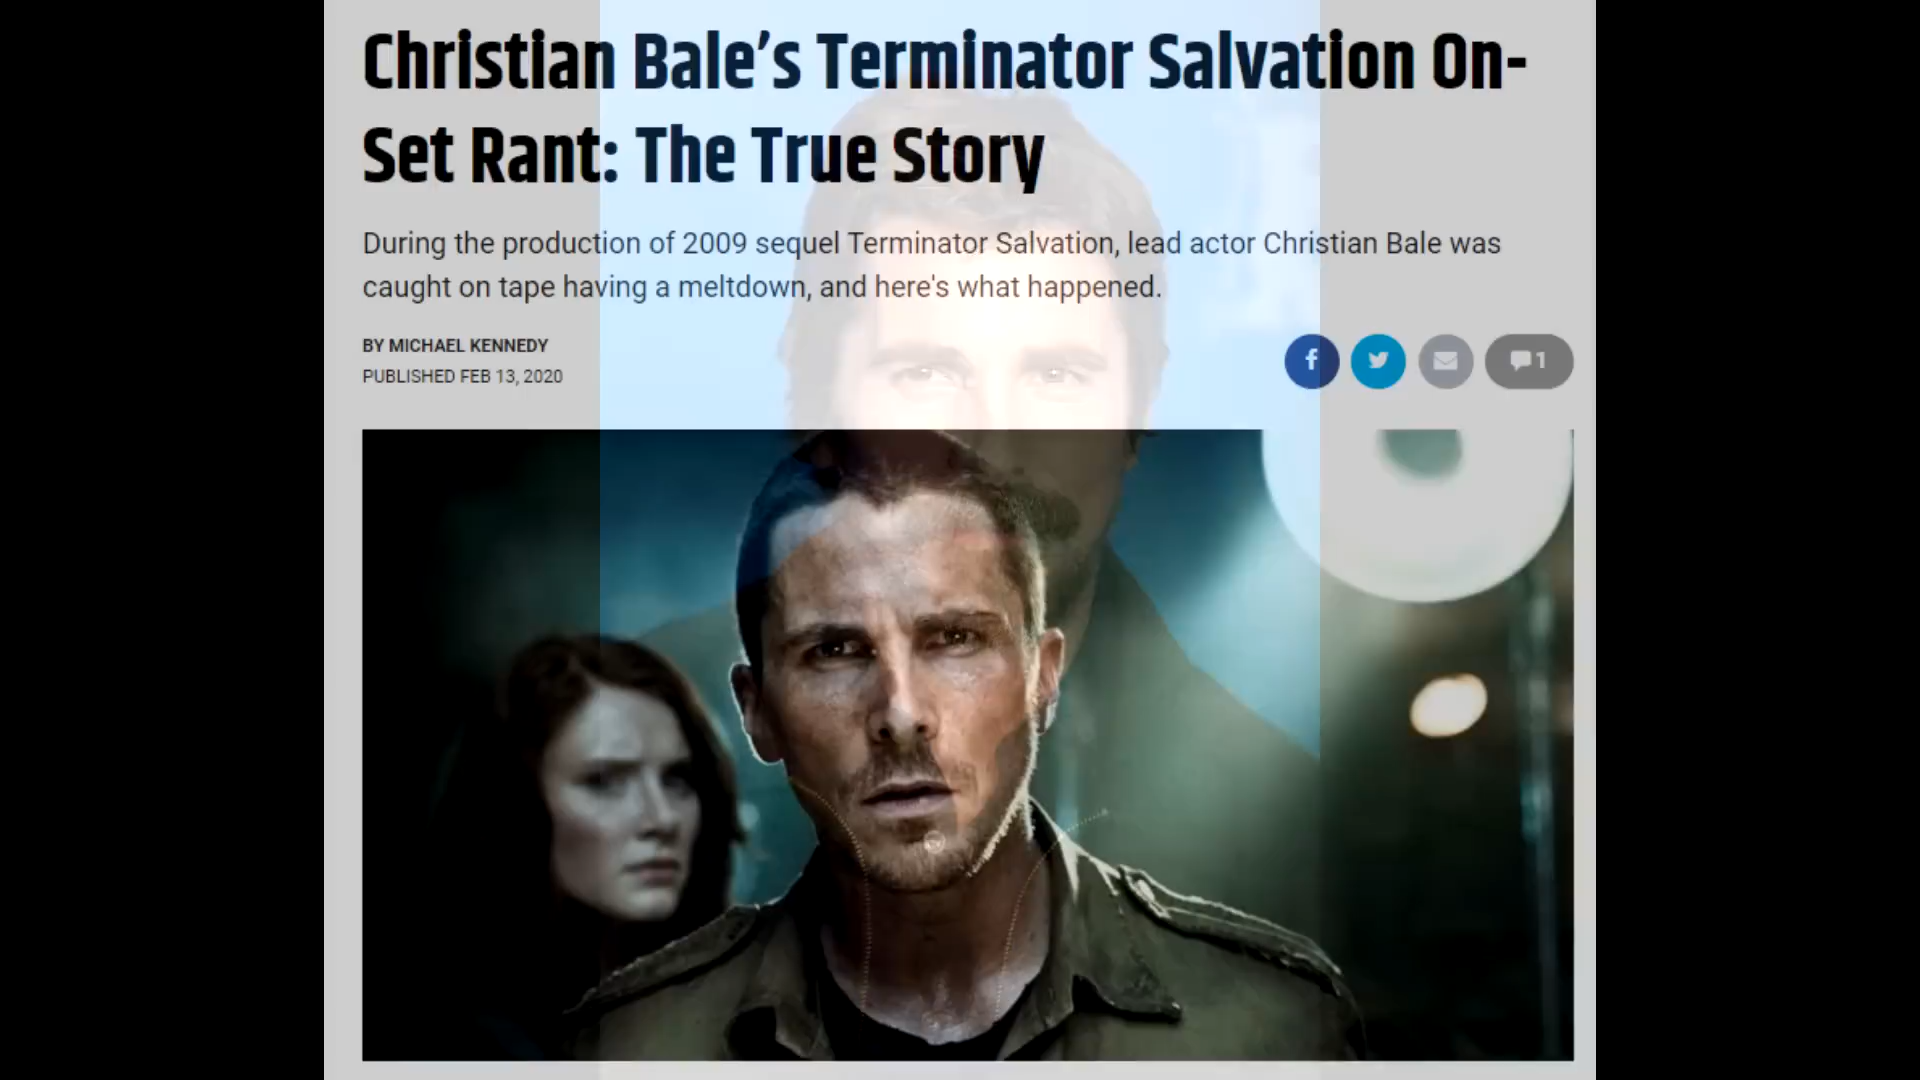 Christian Bale’s Terminator Salvation On-
Set Rant: The True Story
During the production of 2009 sequel Terminator Salvation, lead actor Christian Bale was
caught on tape having a meltdown, and here's what happened.
BY MICHAEL KENNEDY
PUBLISHED FEB 13, 2020
1